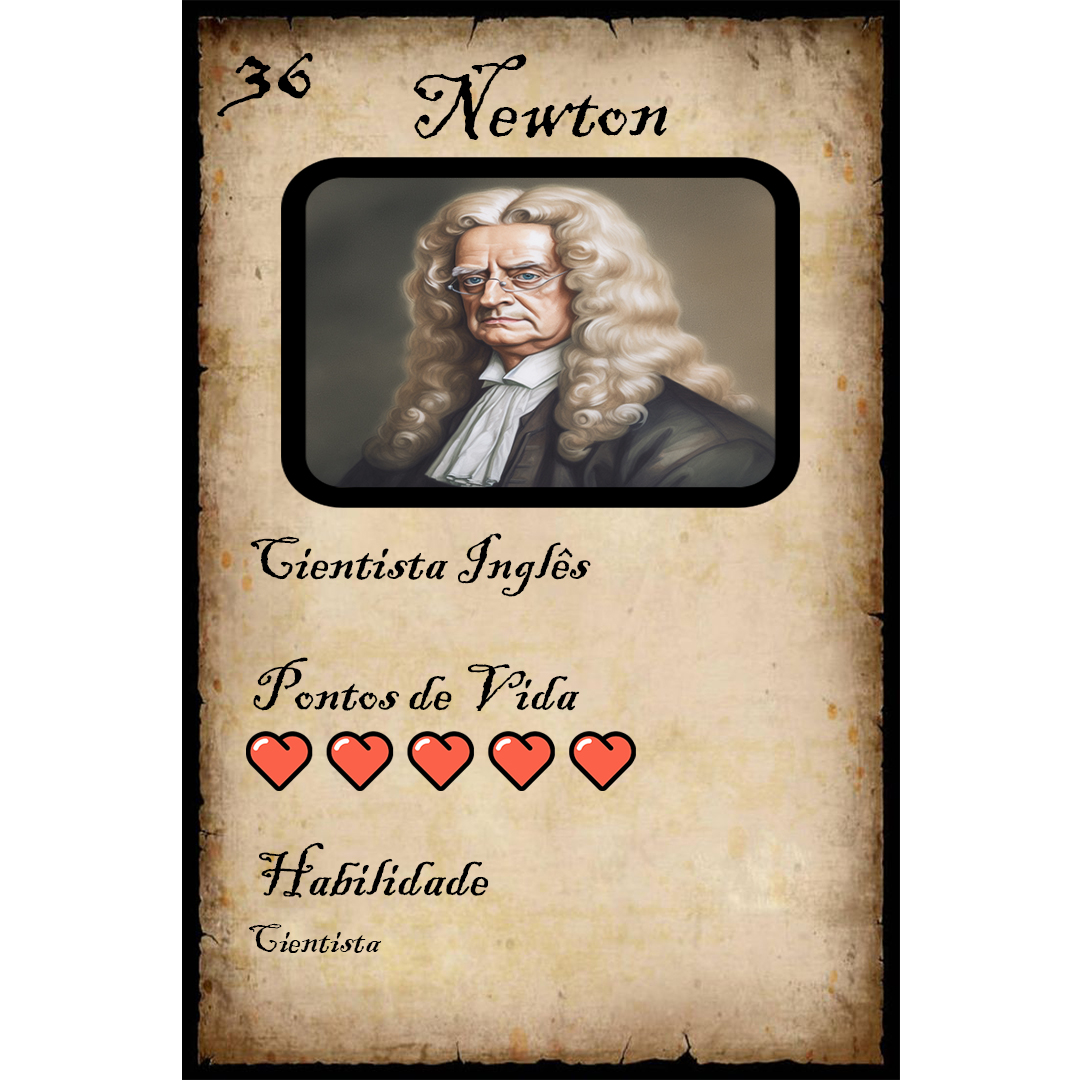 36
Newton
Cientista Inglês
Pontos de Vida
Habilidade
Cientista